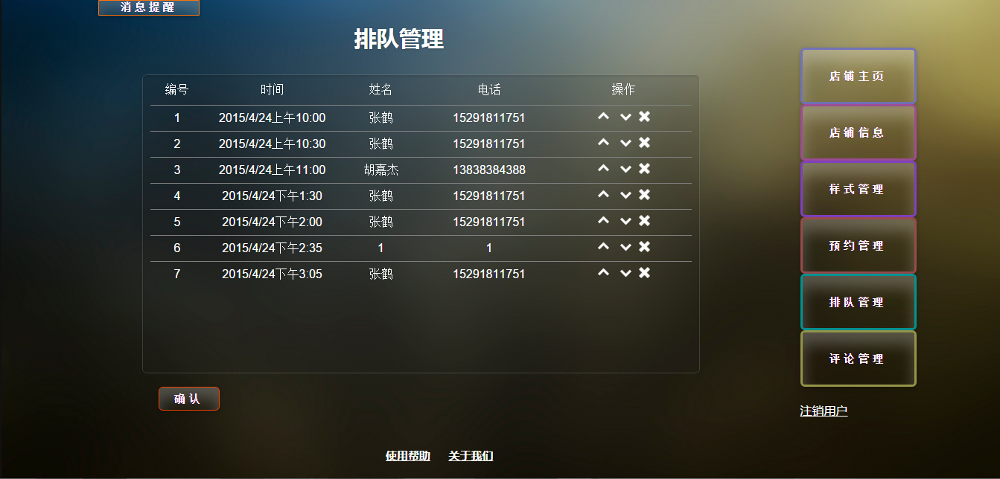 消息提醒
排队管理
编号 时间 姓名 电话 操作
1 2015/4/24上午10:00 张鹤 15291811751
2 2015/4/24上午10:30 张鹤 15291811751
3 2015/4/24上午11:00 胡嘉杰 13838384388
4 2015/4/24下午1:30 张鹤 15291811751
5 2015/4/24下午2:00 张鹤 15291811751
6 2015/4/24下午2:35 1 1
7 2015/4/24下午3:05 张鹤 15291811751
确认
店铺主页
店铺信息
样式管理
预约管理
排队管理
评论管理
注销用户
使用帮助 关于我们